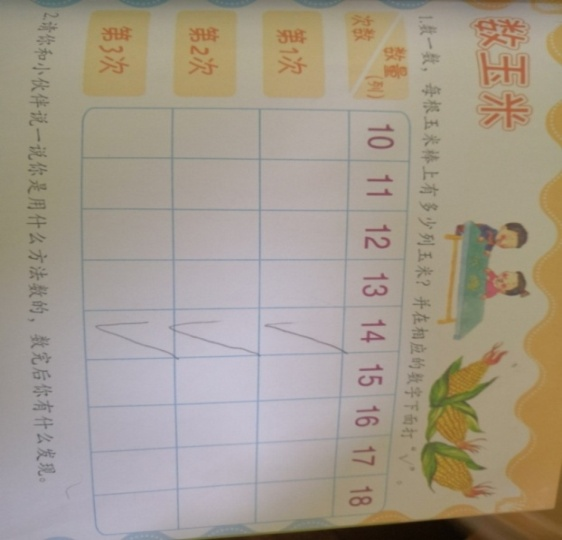 数玉米
1.数一数，每根玉米棒上有多少列玉米？并在相应的数字下面打“√”。
数量(列) 次数 10 11 12 13 14 15 16 17 18
第1次 √
第2次 √
第3次 √
2.请你和小伙伴说一说你是用什么方法数的，数完后你有什么发现。